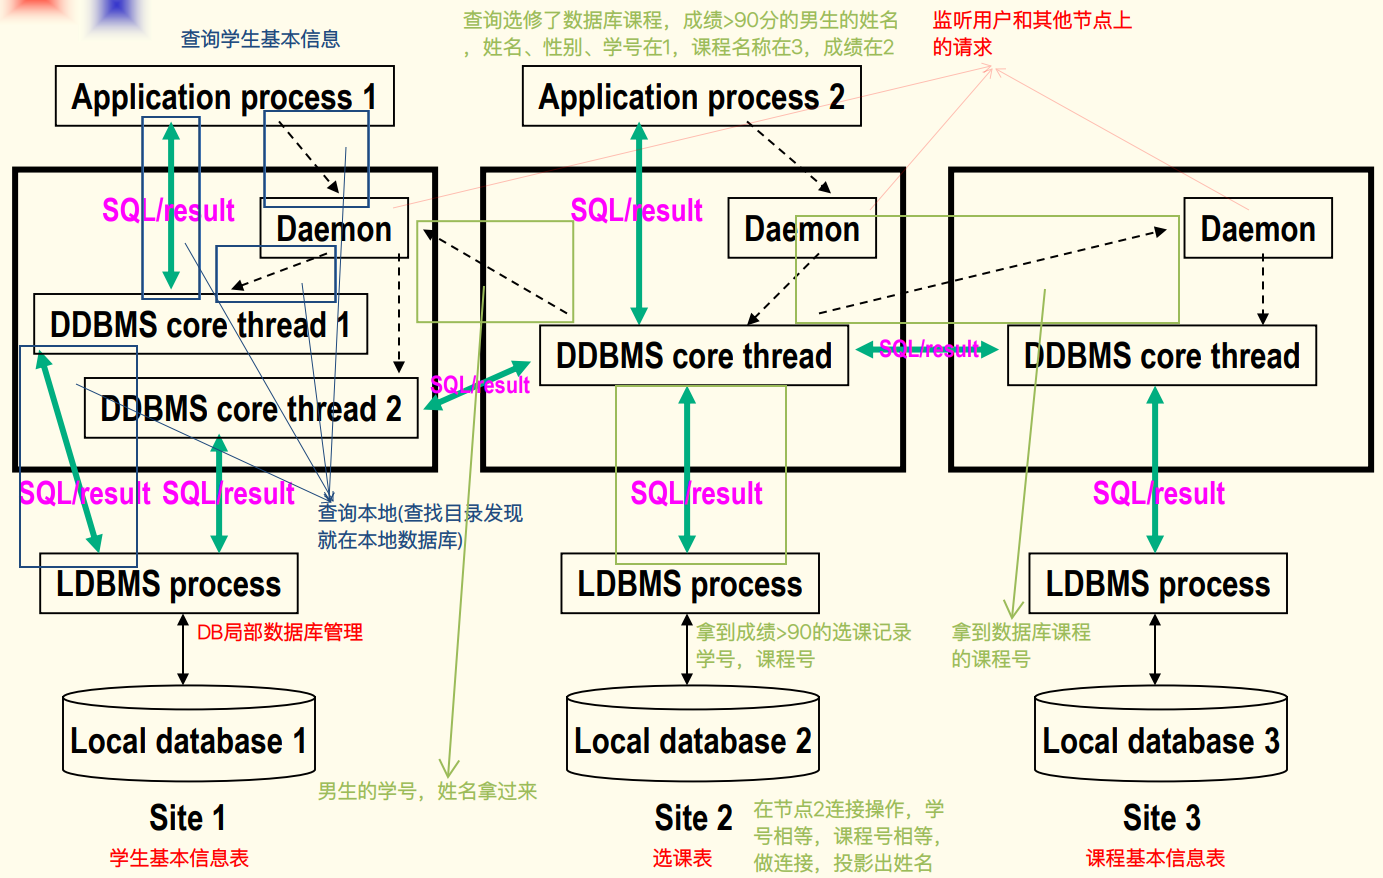 查询选修了数据库课程，成绩>90分的男生的姓名
，姓名、性别、学号在1，课程名称在3，成绩在2
监听用户和其他节点上
的请求
查询学生基本信息
Application process 1
Application process 2
SQL/result
SQL/result
Daemon
Daemon
Daemon
DDBMS core thread 1
DDBMS core thread
DDBMS core thread
SQL/result
SQL/result
DDBMS core thread 2
SQL/result
SQL/result
SQL/result
SQL/result
查询本地(查找目录发现
就在本地数据库)
LDBMS process
LDBMS process
LDBMS process
DB局部数据库管理
拿到成绩>90的选课记录
学号，课程号
拿到数据库课程
的课程号
Local database 1
Local database 2
Local database 3
男生的学号，姓名拿过来
Site 1
Site 2
Site 3
在节点2连接操作，学
号相等，课程号相等，
做连接，投影出姓名
学生基本信息表
选课表
课程基本信息表